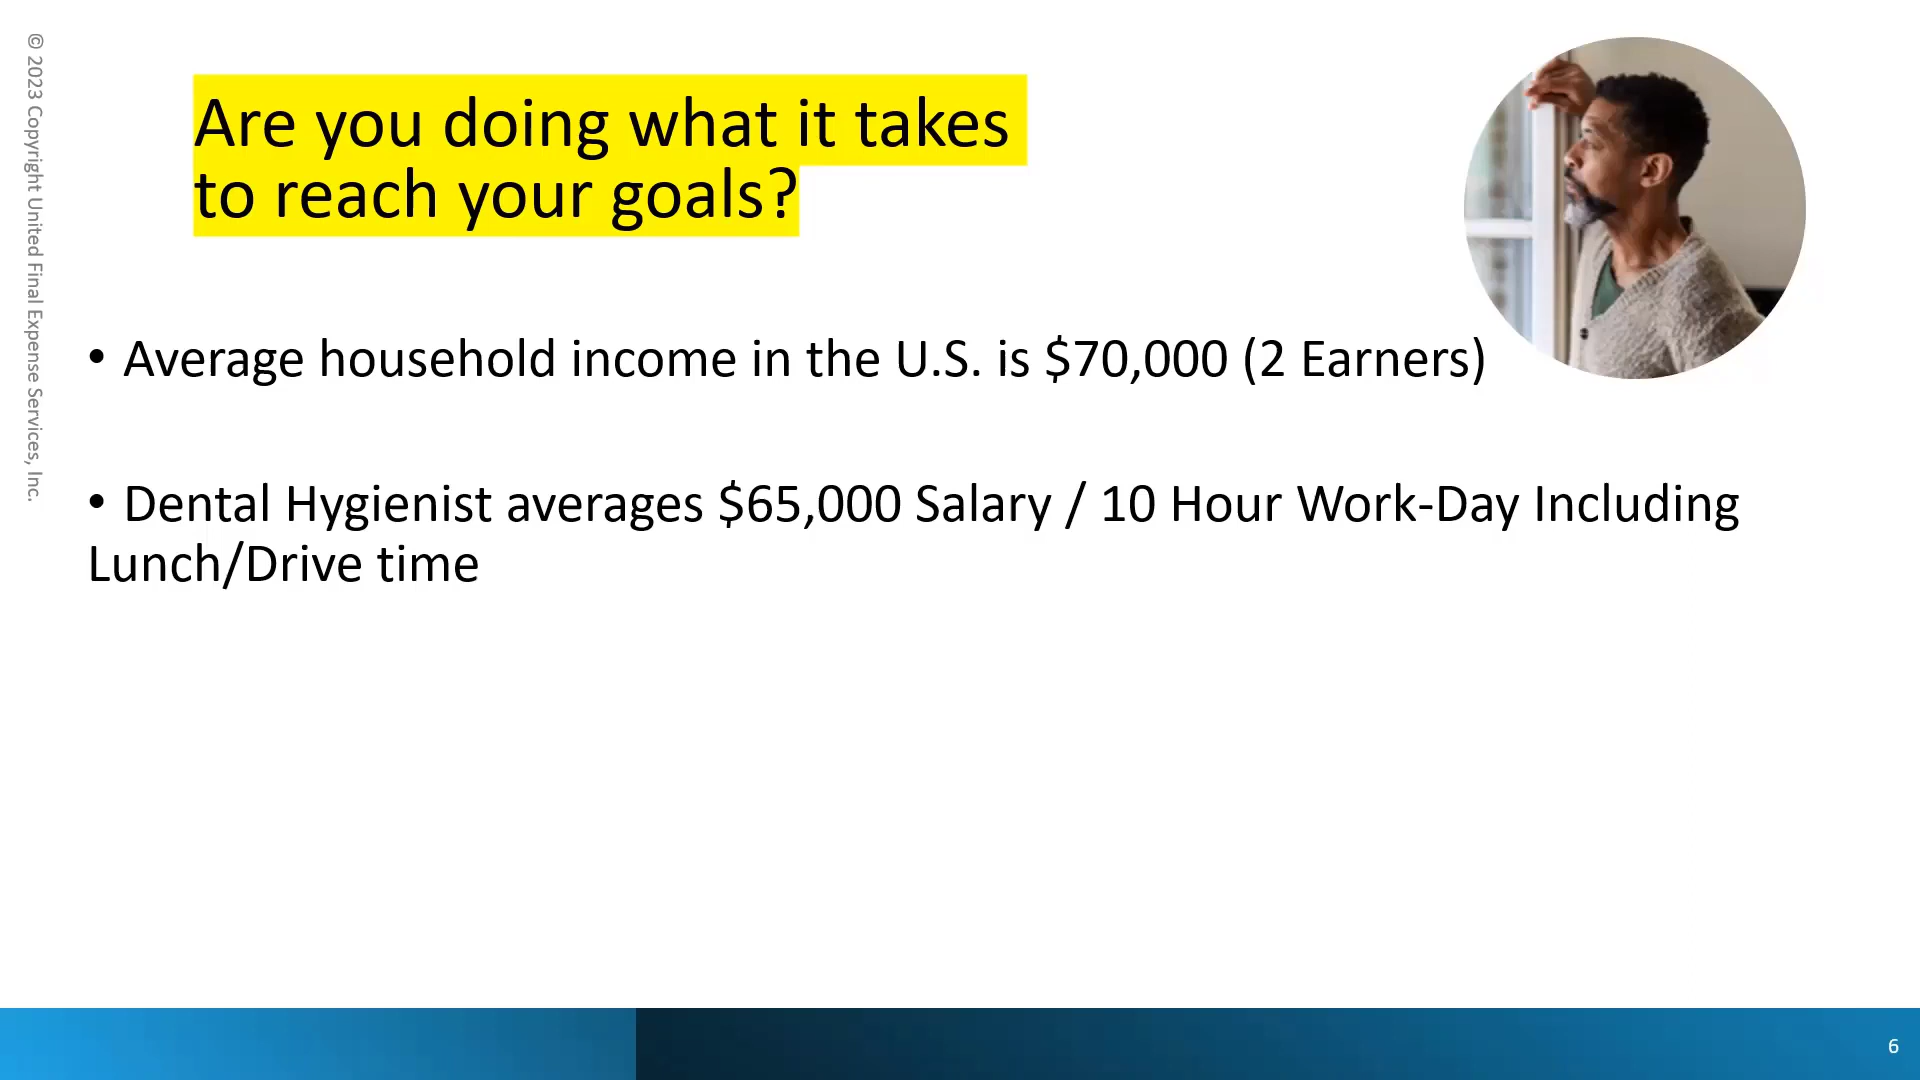 © 2023 Copyright United Final Expense Services, Inc.
Are you doing what it takes
to reach your goals?
• Average household income in the U.S. is $70,000 (2 Earners)
• Dental Hygienist averages $65,000 Salary / 10 Hour Work-Day Including
Lunch/Drive time
6